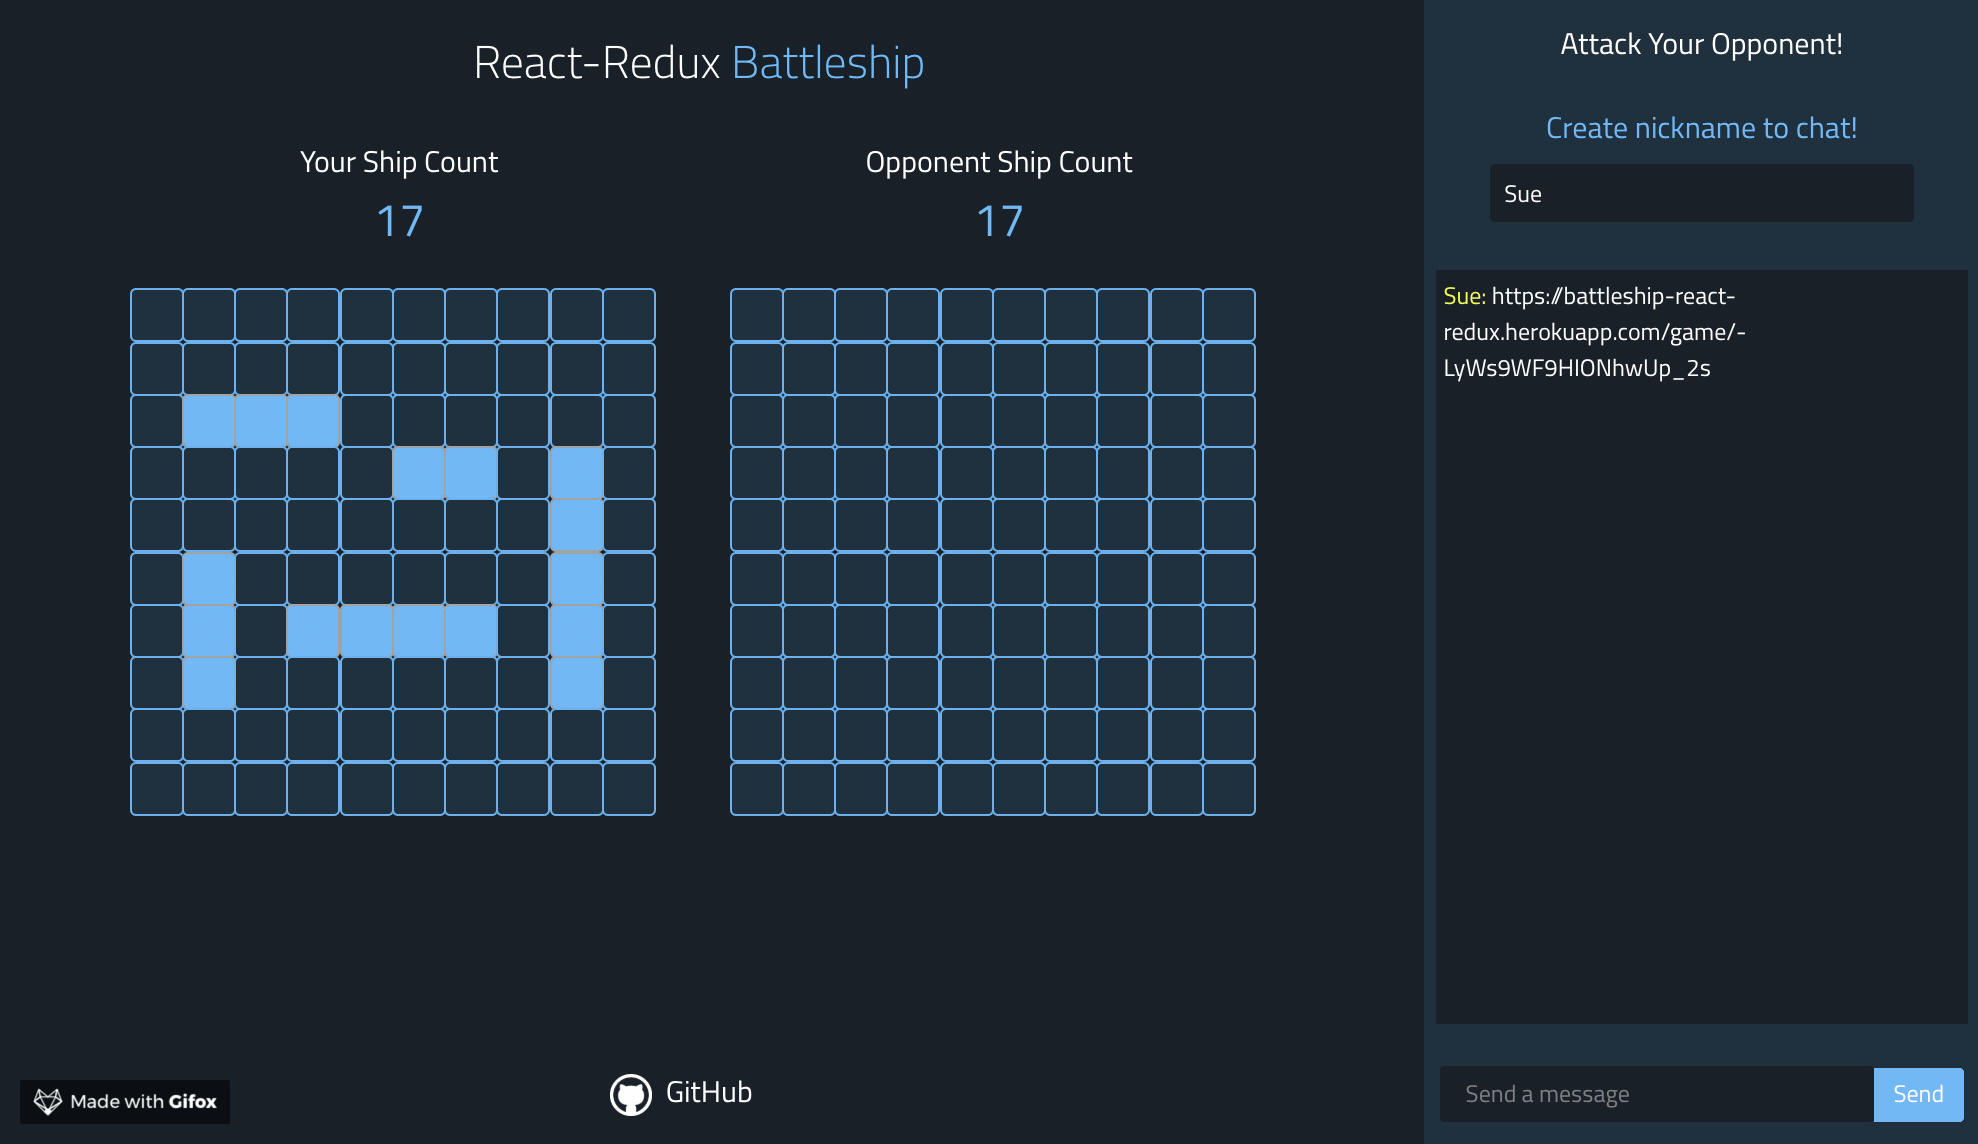 React-Redux Battleship
Your Ship Count
17
Opponent Ship Count
17
Made with Gifox
GitHub
Attack Your Opponent!
Create nickname to chat!
Sue
Sue: https://battleship-react-
redux.herokuapp.com/game/-
LyWs9WF9HIONhwUp_2s
Send a message
Send